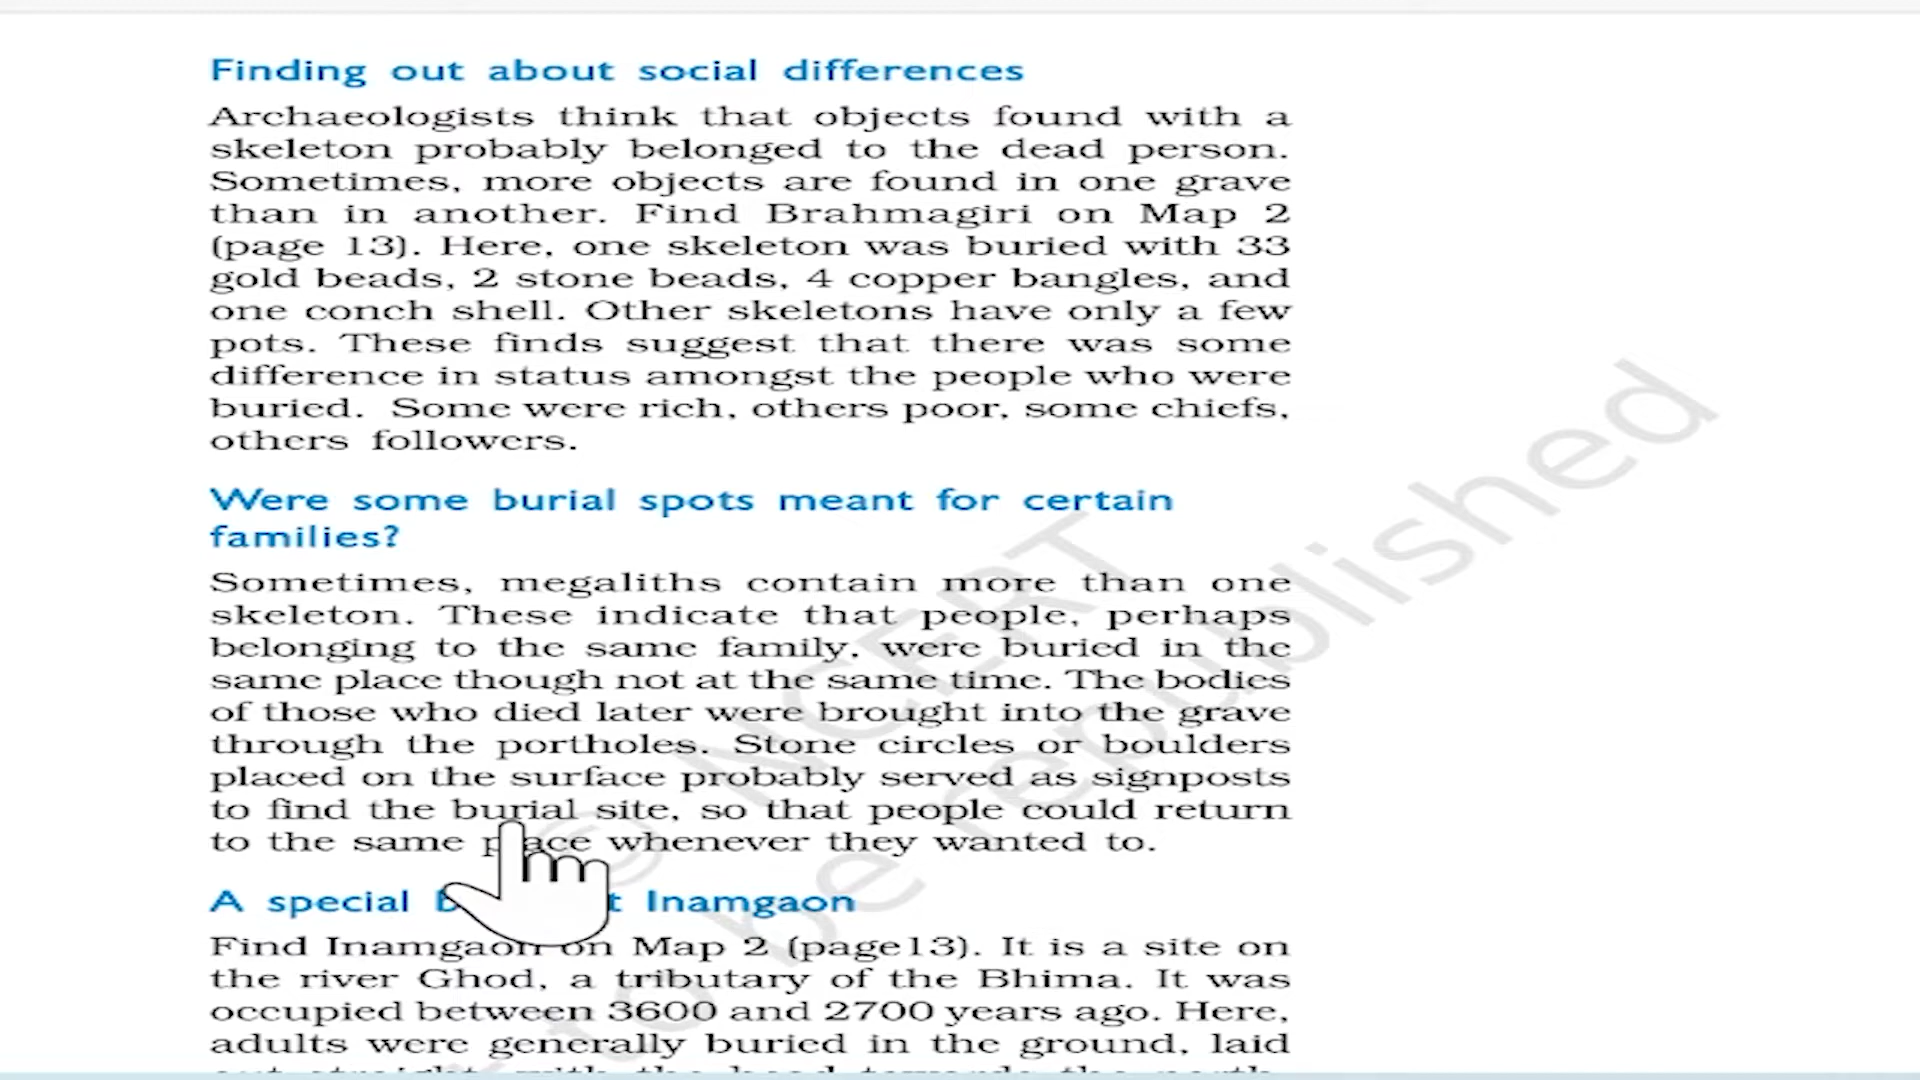 Finding out about social differences
Archaeologists think that objects found with a
skeleton probably belonged to the dead person.
Sometimes, more objects are found in one grave
than in another. Find Brahmagiri on Map 2
(page 13). Here, one skeleton was buried with 33
gold beads, 2 stone beads, 4 copper bangles, and
one conch shell. Other skeletons have only a few
pots. These finds suggest that there was some
difference in status amongst the people who were
buried. Some were rich, others poor, some chiefs,
others followers.
Were some burial spots meant for certain
families?
Sometimes, megaliths contain more than one
skeleton. These indicate that people, perhaps
belonging to the same family, were buried in the
same place though not at the same time. The bodies
of those who died later were brought into the grave
through the portholes. Stone circles or boulders
placed on the surface probably served as signposts
to find the burial site, so that people could return
to the same place whenever they wanted to.
A special Inamgaon
Find Inamgaon on Map 2 (page13). It is a site on
the river Ghod, a tributary of the Bhima. It was
occupied between 3600 and 2700 years ago. Here,
adults were generally buried in the ground, laid
© NCERT
to be republished